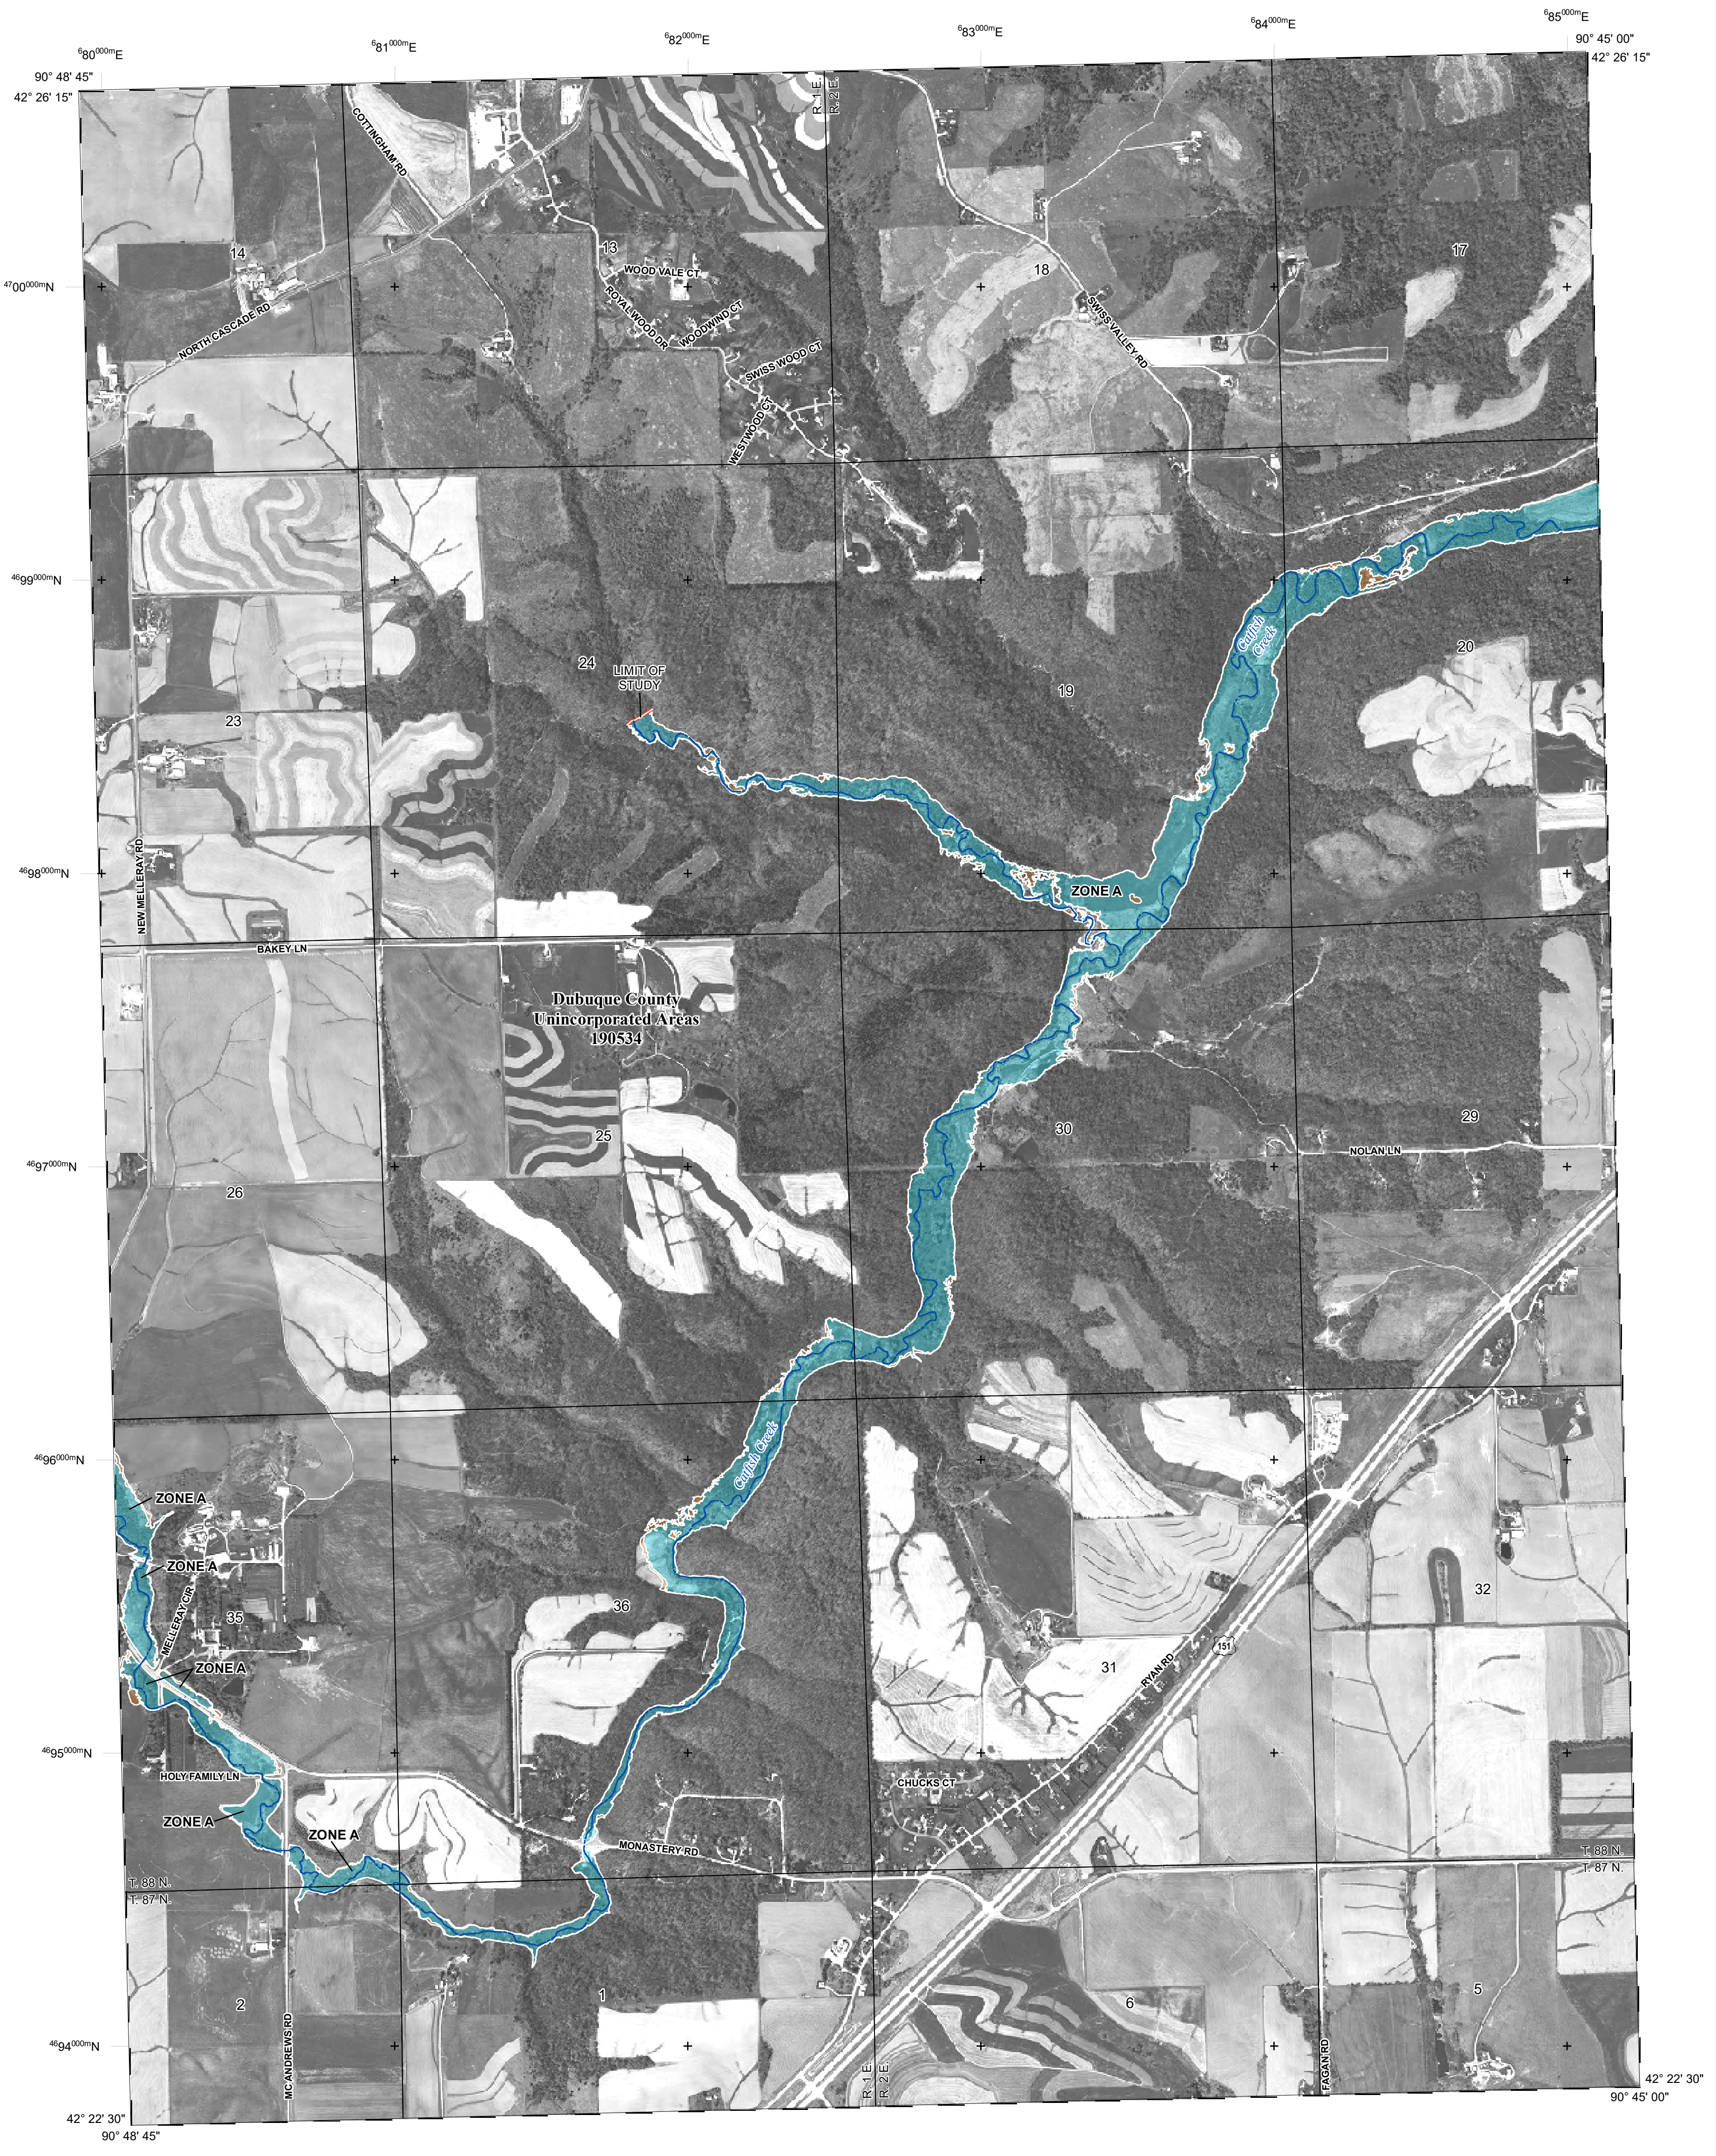 680000mE
681000mE
682000mE
683000mE
684000mE
685000mE
90° 48' 45"
90° 45' 00"
42° 26' 15"
42° 26' 15"
R. 1 E.
R. 2 E.
COTTINGHAM RD
14
13
17
18
WOOD VALE CT
4700000mN
NORTH CASCADE RD
ROYAL WOOD DR
WOODWIND CT
SWISS VALLEY RD
SWISS WOOD CT
WESTWOOD CT
4699000mN
Catfish
Creek
20
24
LIMIT OF
STUDY
19
23
4698000mN
NEW MELLERAY RD
ZONE A
BAKEY LN
Dubuque County
Unincorporated Areas
190534
25
30
29
NOLAN LN
4697000mN
26
4696000mN
Catfish Creek
ZONE A
ZONE A
MELLERAY CIR
35
36
32
151
31
RYAN RD
ZONE A
4695000mN
HOLY FAMILY LN
CHUCKS CT
ZONE A
ZONE A
MONASTERY RD
T. 88 N.
T. 87 N.
T. 88 N.
T. 87 N.
2
1
6
5
4694000mN
MC ANDREWS RD
R. 1 E.
R. 2 E.
FAGAN RD
42° 22' 30"
90° 45' 00"
42° 22' 30"
90° 48' 45"